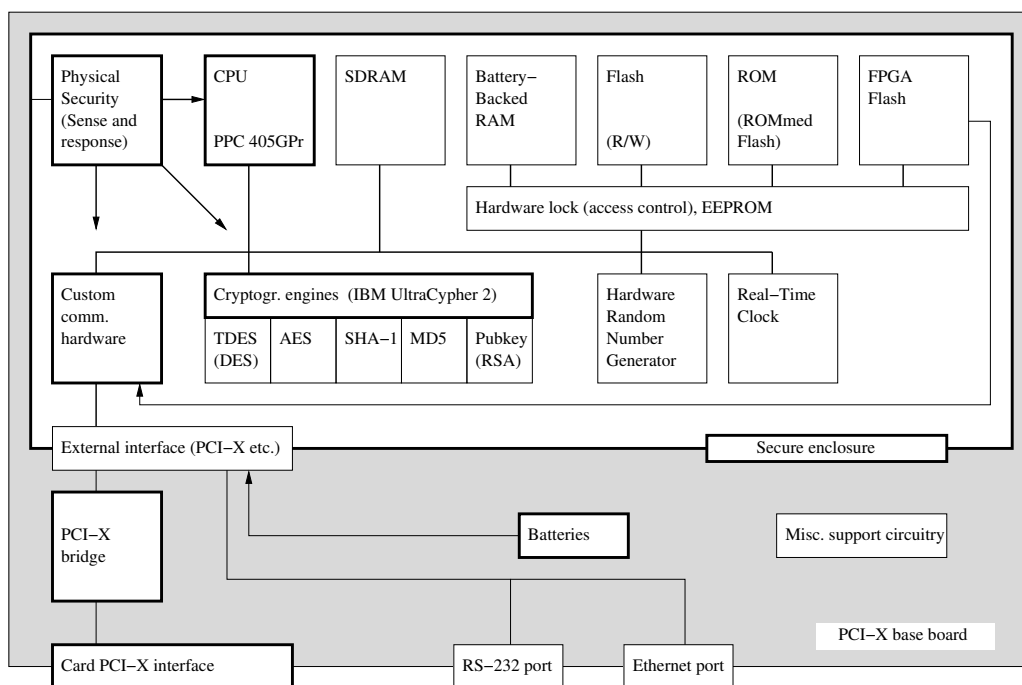 Physical
Security
(Sense and
response)
CPU
PPC 405GPr
SDRAM
Battery−
Backed
RAM
Flash
(R/W)
ROM
(ROMmed
Flash)
FPGA
Flash
Hardware lock (access control), EEPROM
Custom
comm.
hardware
Cryptogr. engines (IBM UltraCypher 2)
TDES
(DES)
AES
SHA−1
MD5
Pubkey
(RSA)
Hardware
Random
Number
Generator
Real−Time
Clock
External interface (PCI−X etc.)
Secure enclosure
PCI−X
bridge
Batteries
Misc. support circuitry
PCI−X base board
Card PCI−X interface
RS−232 port
Ethernet port